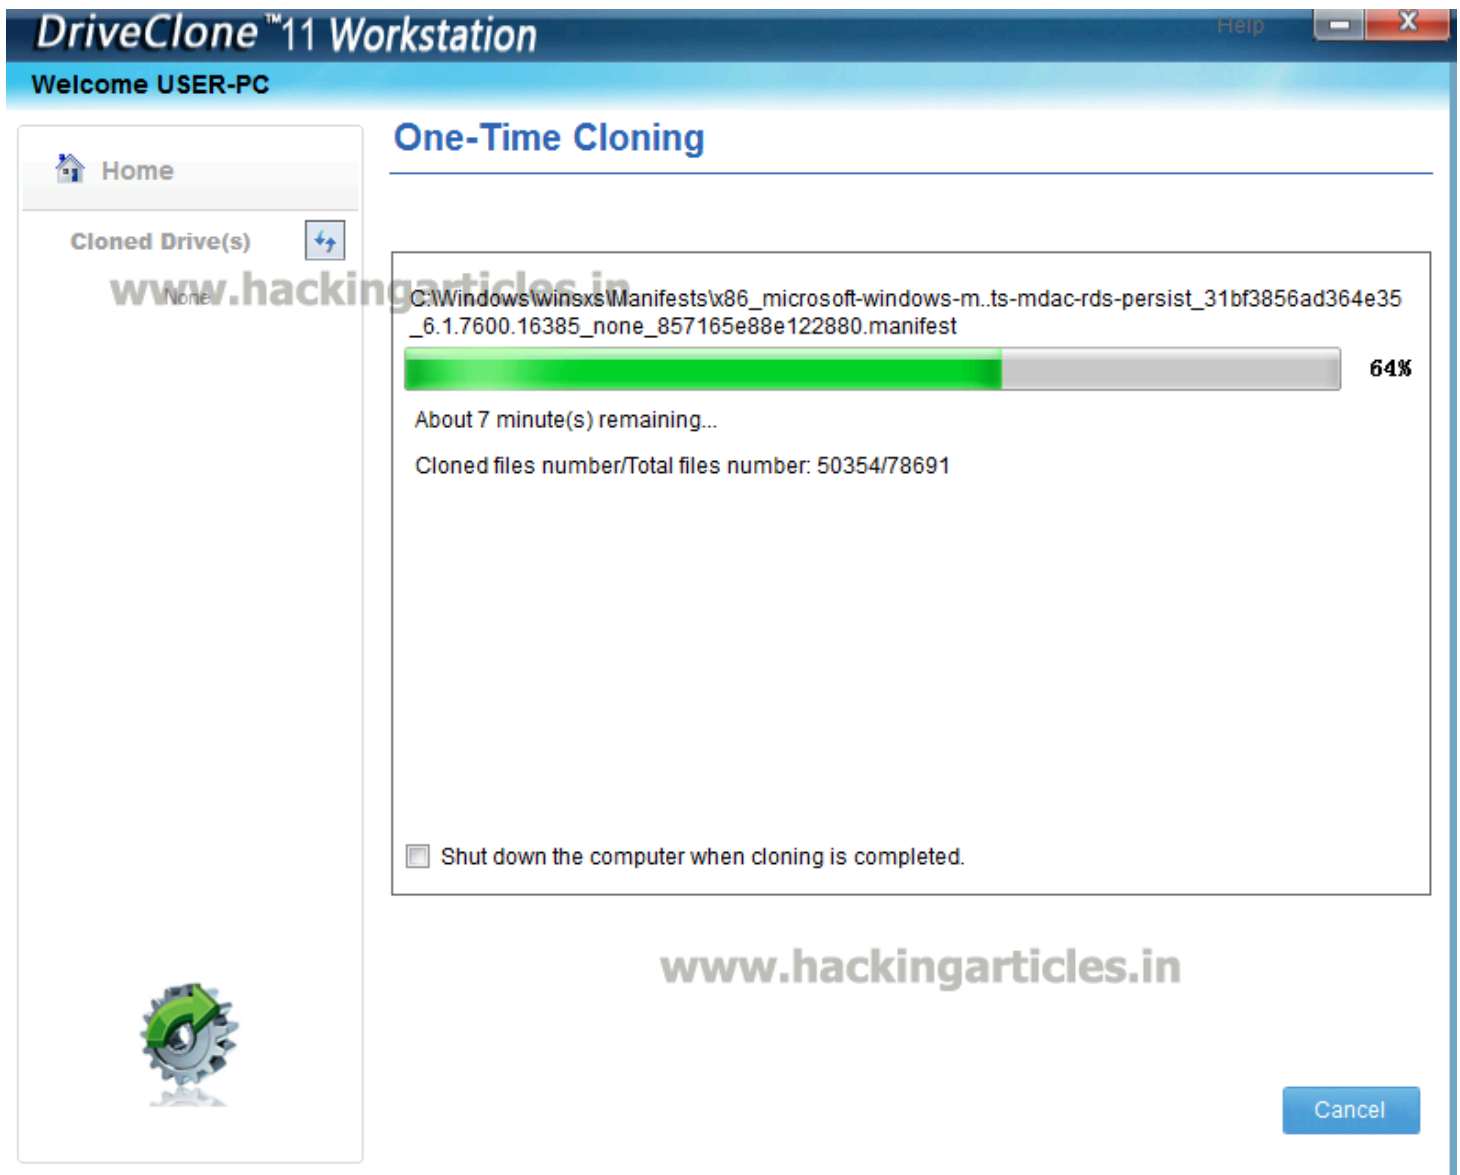 DriveClone™11 Workstation
Help
Welcome USER-PC
One-Time Cloning
Home
Cloned Drive(s)
www.hackingarticles.in
None
C:\Windows\winsxs\Manifests\x86_microsoft-windows-m..ts-mdac-rds-persist_31bf3856ad364e35
_6.1.7600.16385_none_857165e88e122880.manifest
64%
About 7 minute(s) remaining...
Cloned files number/Total files number: 50354/78691
Shut down the computer when cloning is completed.
www.hackingarticles.in
Cancel